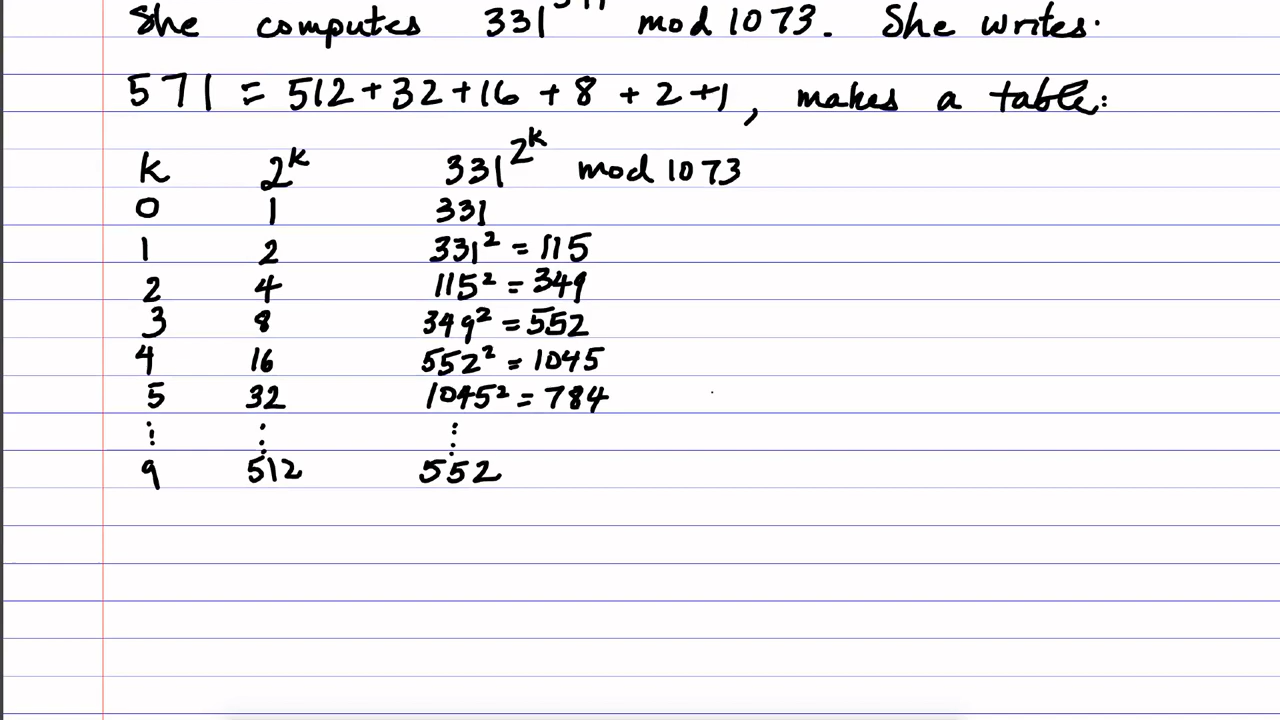 She computes 331^571 mod 1073. She writes.
571 = 512 + 32 + 16 + 8 + 2 + 1, makes a table:
k 2^k 331^2^k mod 1073
0 1 331
1 2 331² = 115
2 4 115² = 349
3 8 349² = 552
4 16 552² = 1045
5 32 1045² = 784
⋮ ⋮ ⋮
9 512 552